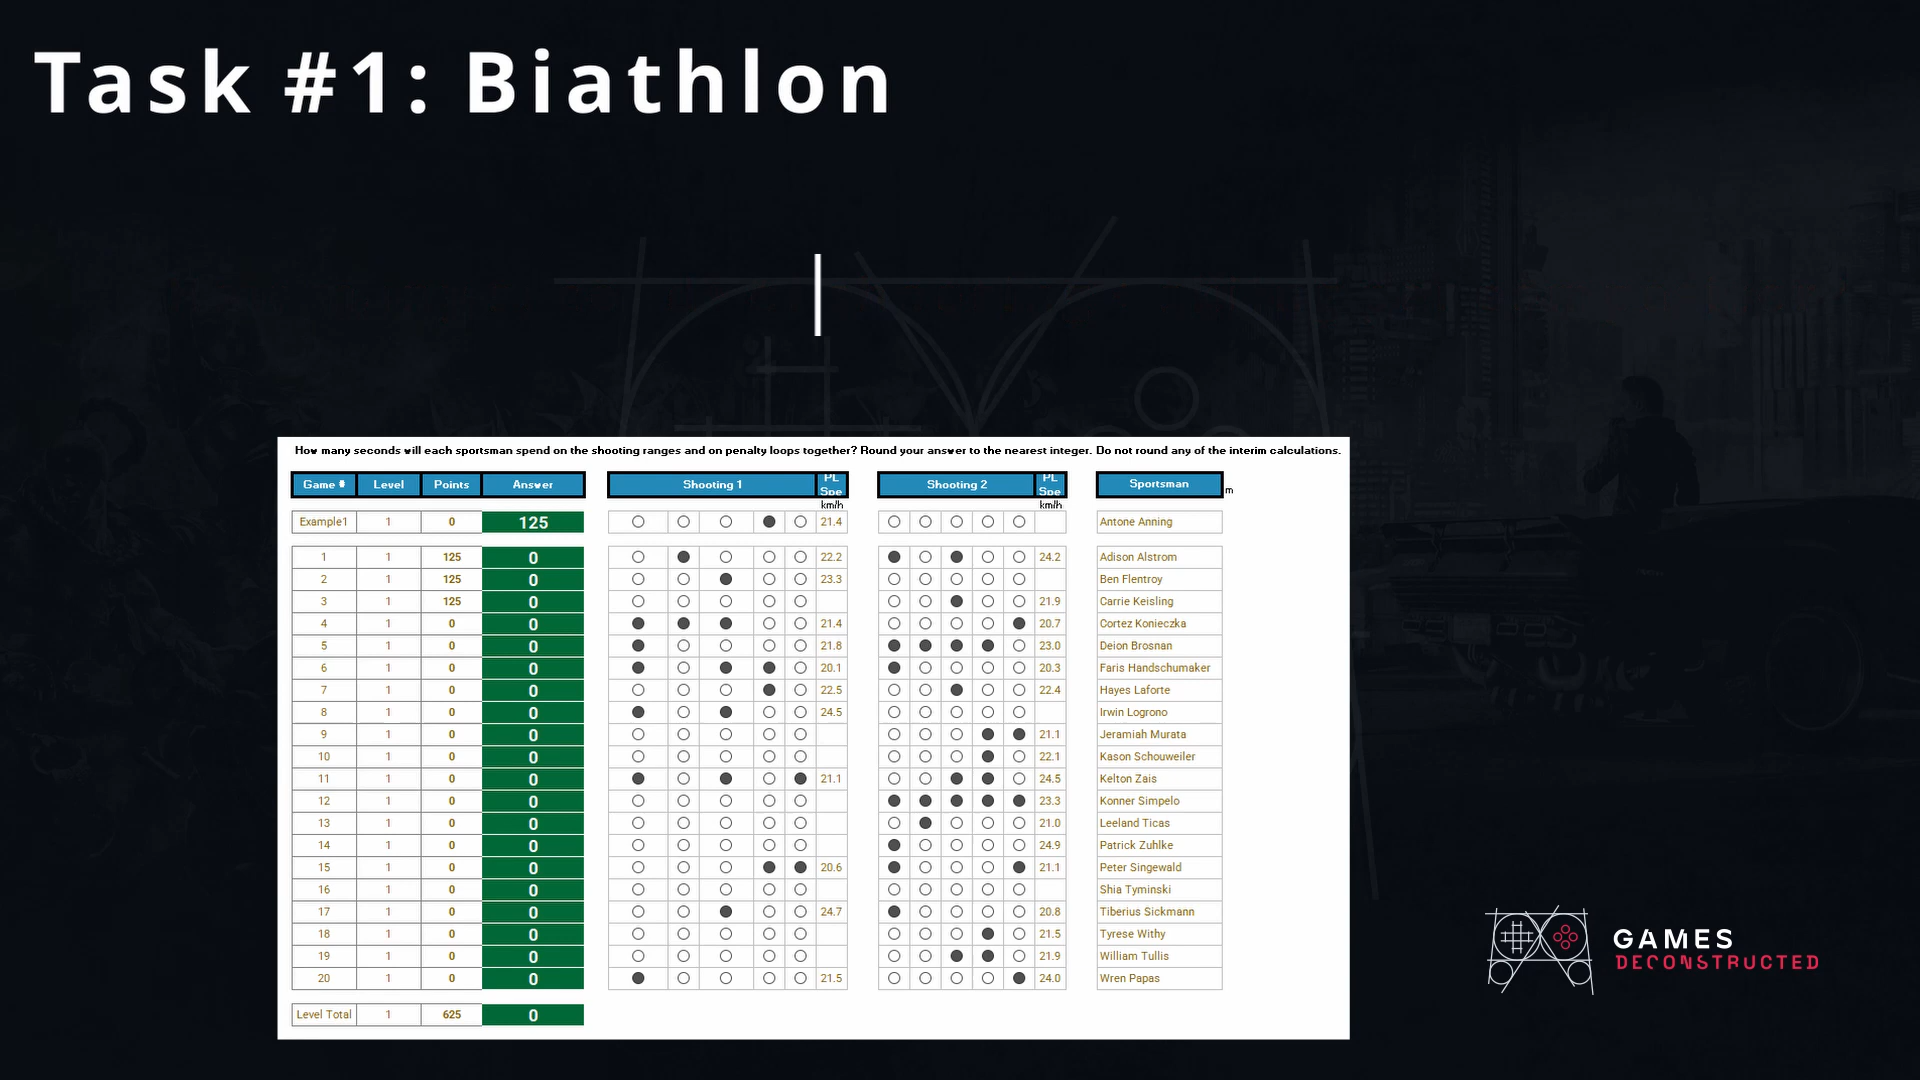 Task #1: Biathlon
How many seconds will each sportsman spend on the shooting ranges and on penalty loops together? Round your answer to the nearest integer. Do not round any of the interim calculations.
Game # Level Points Answer Shooting 1 PL Spe Shooting 2 PL Spe Sportsman m
km/h km/h
Example1 1 0 125 21.4 Antone Anning
1 1 125 0 22.2 24.2 Adison Alstrom
2 1 125 0 23.3 Ben Flentroy
3 1 125 0 21.9 Carrie Keisling
4 1 0 0 21.4 20.7 Cortez Konieczka
5 1 0 0 21.8 23.0 Deion Brosnan
6 1 0 0 20.1 20.3 Faris Handschumaker
7 1 0 0 22.5 22.4 Hayes Laforte
8 1 0 0 24.5 Irwin Logrono
9 1 0 0 21.1 Jeramiah Murata
10 1 0 0 22.1 Kason Schouweiler
11 1 0 0 21.1 24.5 Kelton Zais
12 1 0 0 23.3 Konner Simpelo
13 1 0 0 21.0 Leeland Ticas
14 1 0 0 24.9 Patrick Zuhlke
15 1 0 0 20.6 21.1 Peter Singewald
16 1 0 0 Shia Tyminski
17 1 0 0 24.7 20.8 Tiberius Sickmann
18 1 0 0 21.5 Tyrese Withy
19 1 0 0 21.9 William Tullis
20 1 0 0 21.5 24.0 Wren Papas
Level Total 1 625 0
GAMES
DECONSTRUCTED